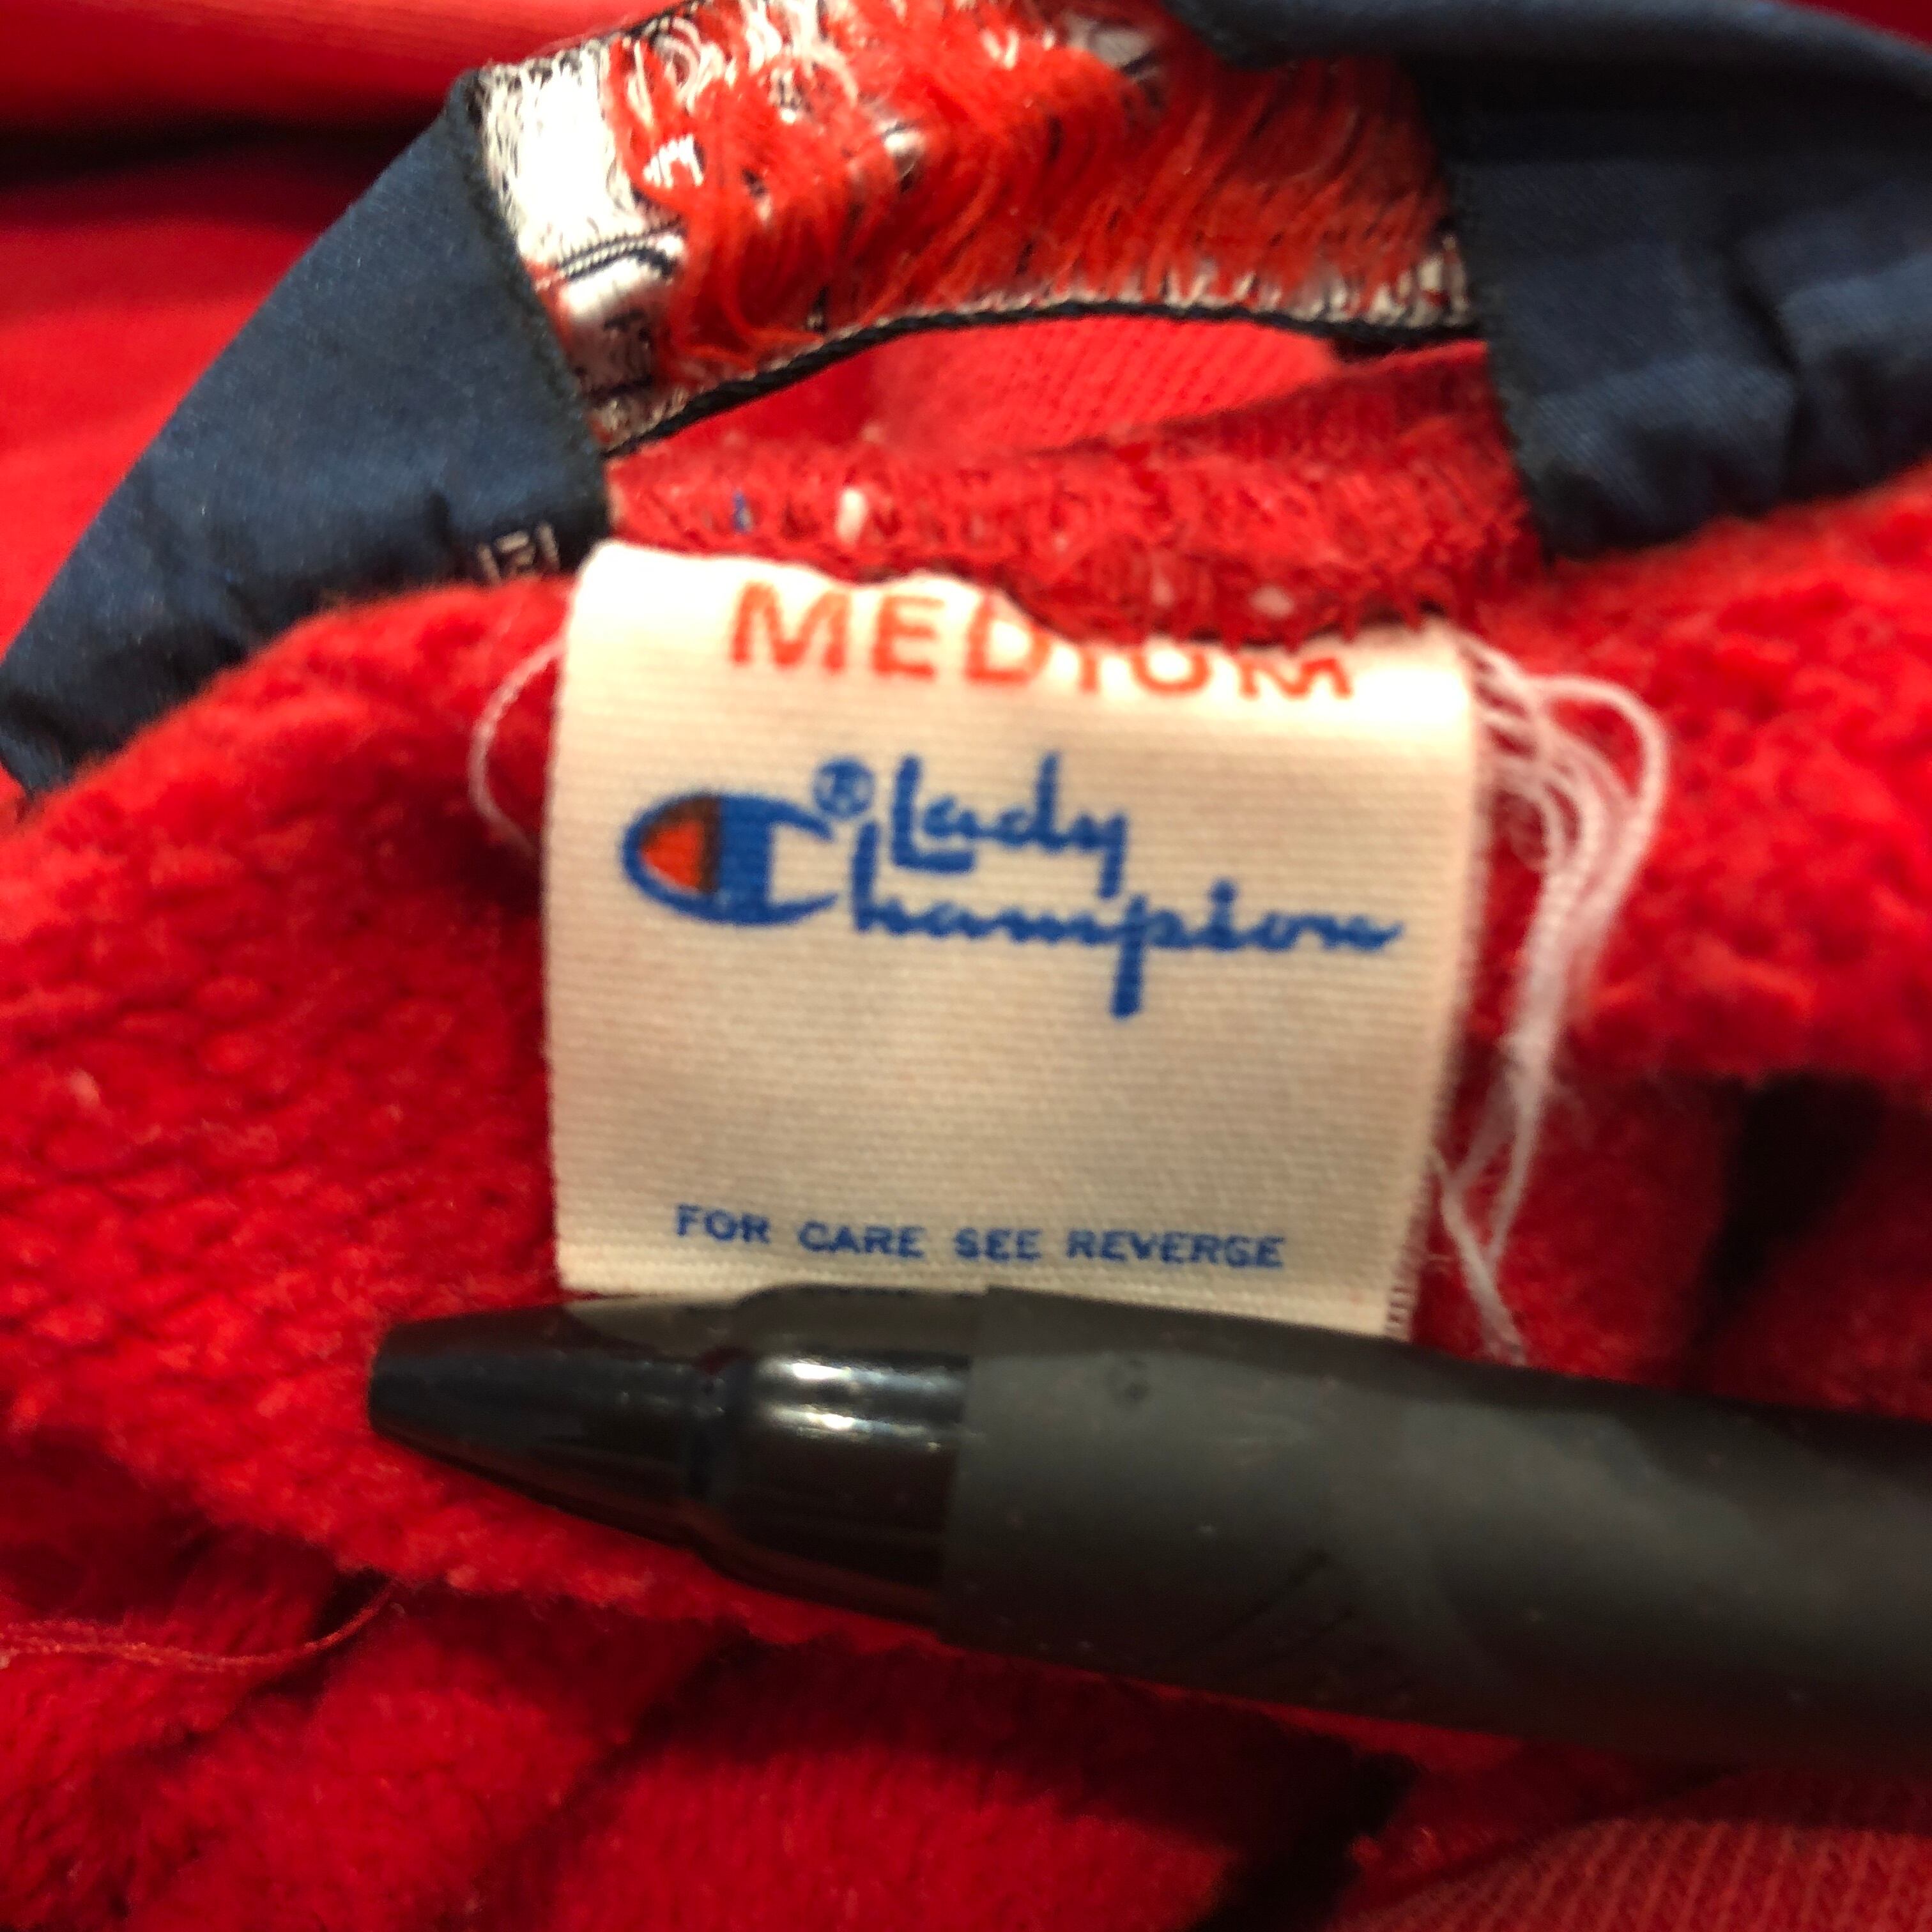 MEDIUM
® Lady
Champion
FOR CARE SEE REVERSE